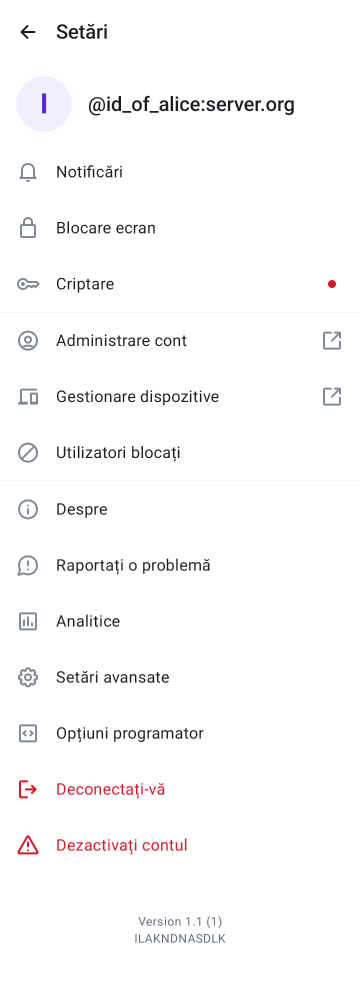 Setări
I
@id_of_alice:server.org
Notificări
Blocare ecran
Criptare
Administrare cont
Gestionare dispozitive
Utilizatori blocați
Despre
Raportați o problemă
Analitice
Setări avansate
Opțiuni programator
Deconectați-vă
Dezactivați contul
Version 1.1 (1)
ILAKNDNASDLK